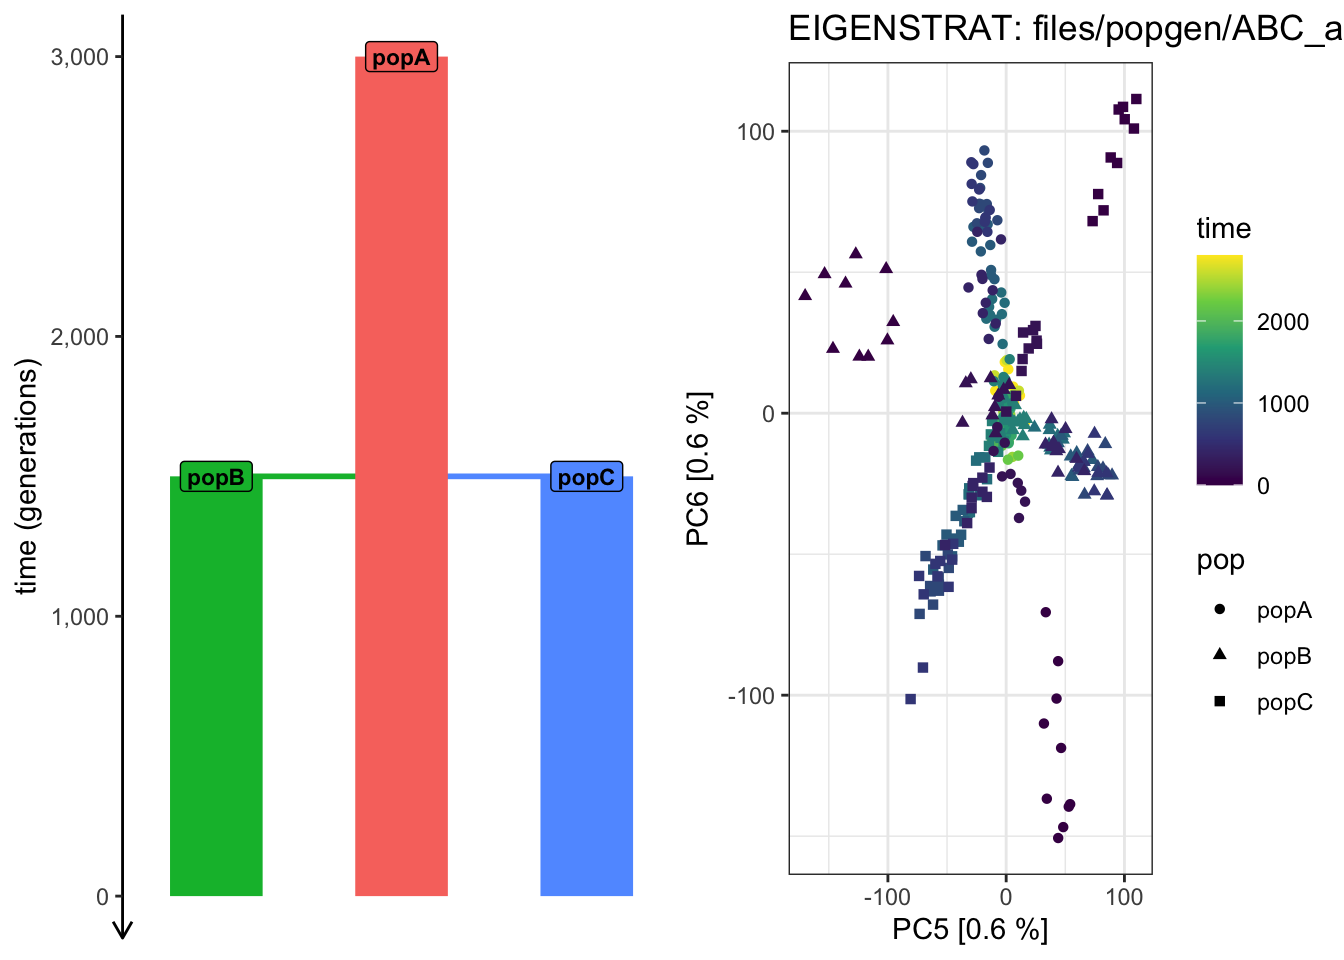 time (generations)
3,000
2,000
1,000
0
popA
popB
popC
EIGENSTRAT: files/popgen/ABC_a
PC6 [0.6 %]
100
0
-100
-100
0
100
PC5 [0.6 %]
time
2000
1000
0
pop
popA
popB
popC